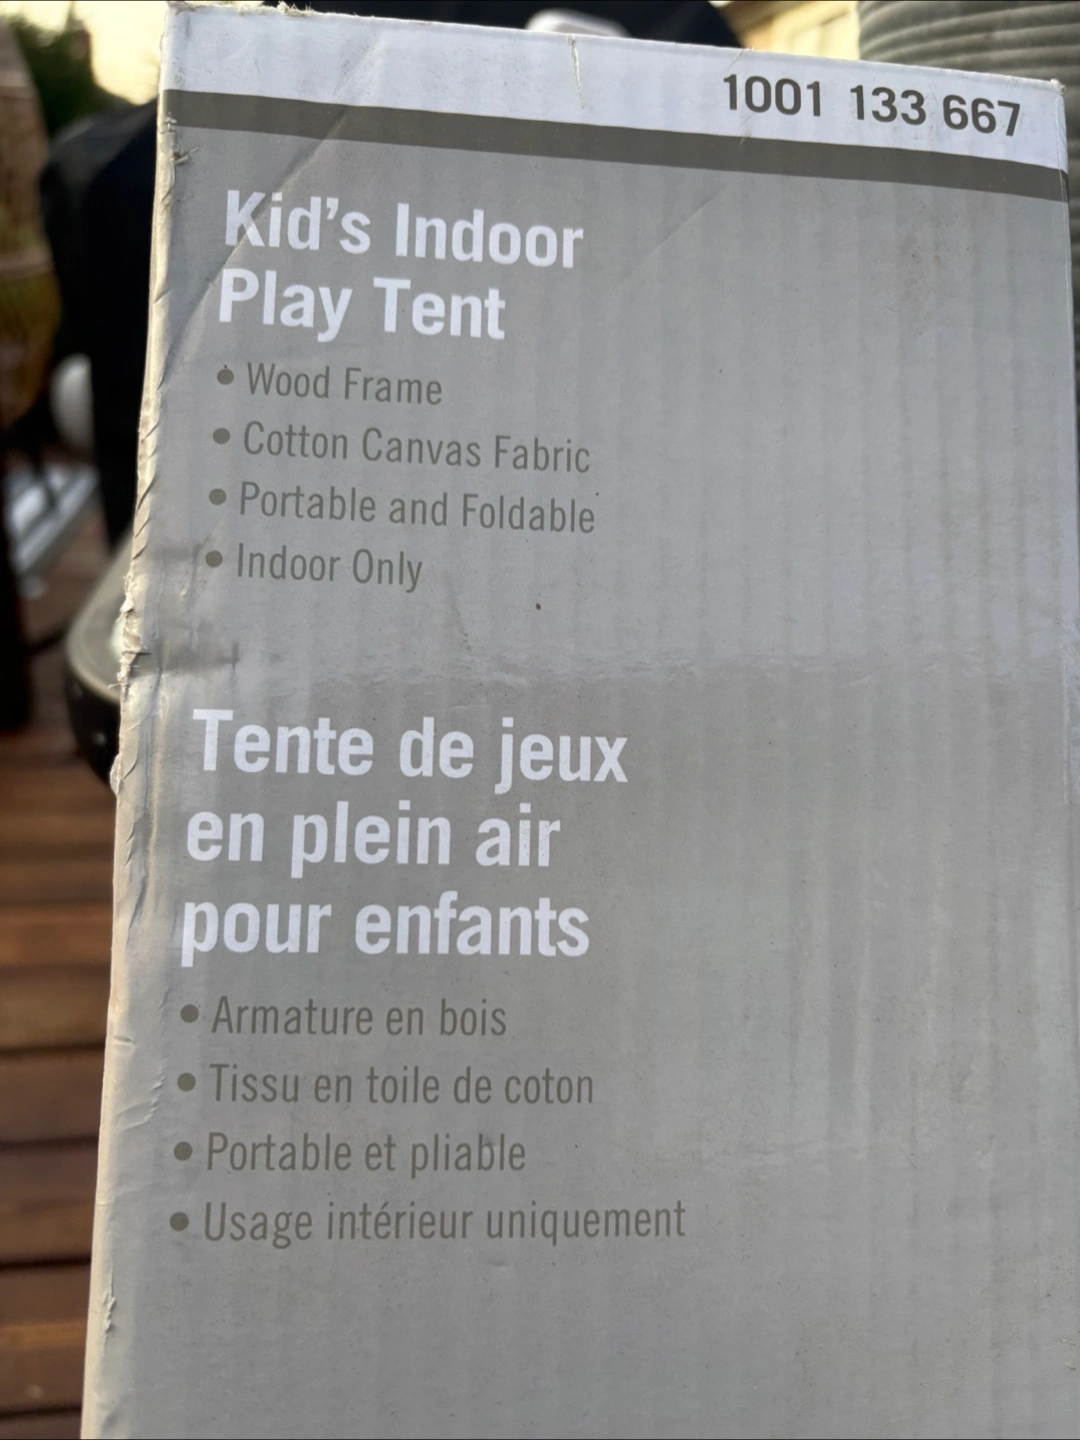 1001 133 667
Kid's Indoor
Play Tent
• Wood Frame
• Cotton Canvas Fabric
• Portable and Foldable
• Indoor Only
Tente de jeux
en plein air
pour enfants
• Armature en bois
• Tissu en toile de coton
• Portable et pliable
• Usage intérieur uniquement